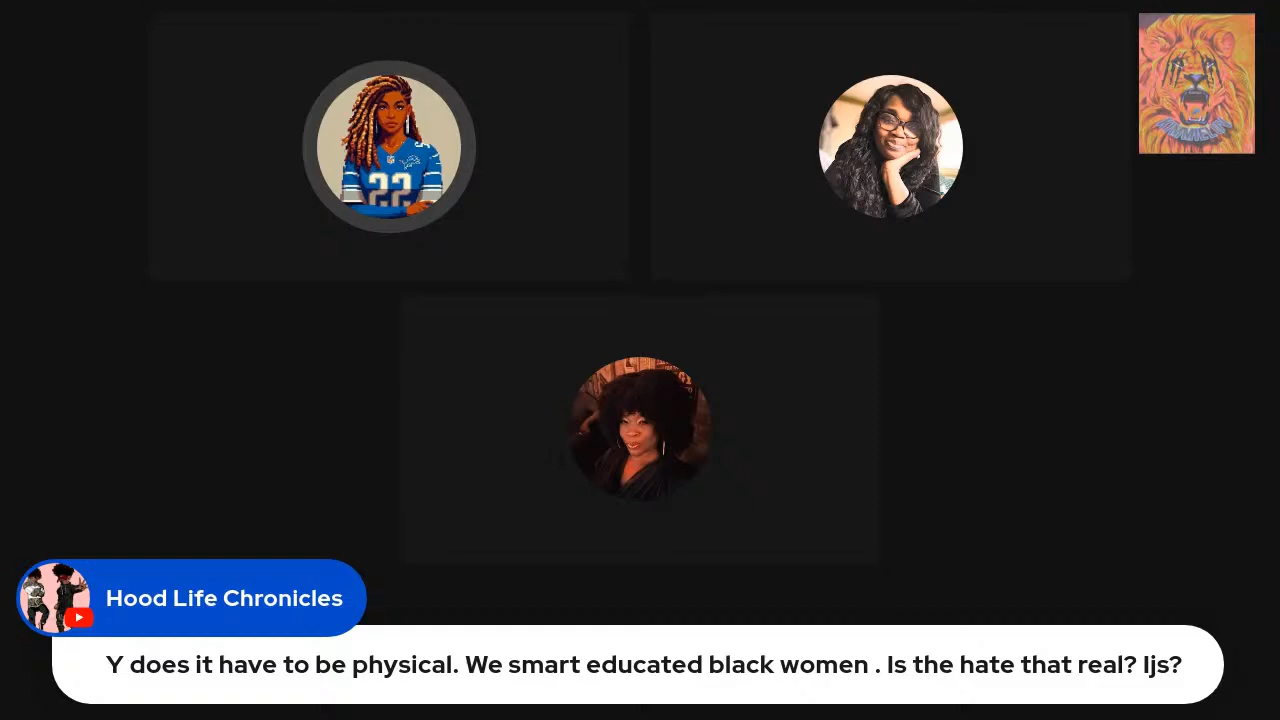 22
Hood Life Chronicles
Y does it have to be physical. We smart educated black women . Is the hate that real? Ijs?